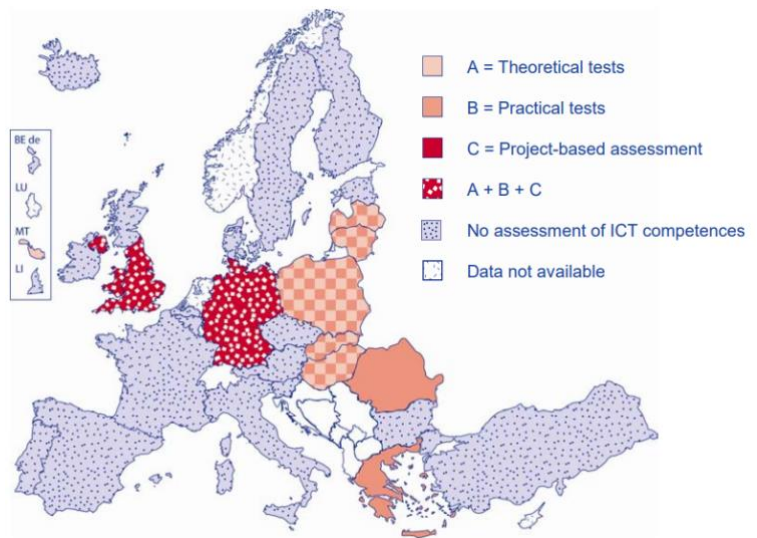 A = Theoretical tests
B = Practical tests
C = Project-based assessment
A + B + C
No assessment of ICT competences
Data not available
BE de
LU
MT
LI